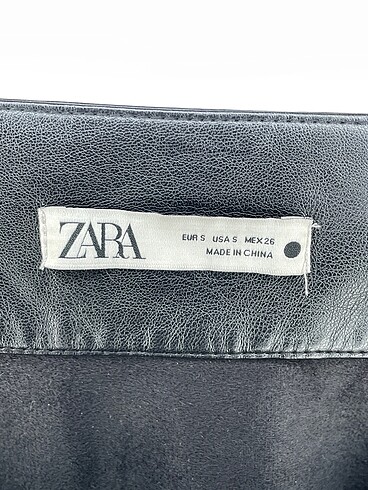 ZARA
EUR S USA S MEX 26
MADE IN CHINA